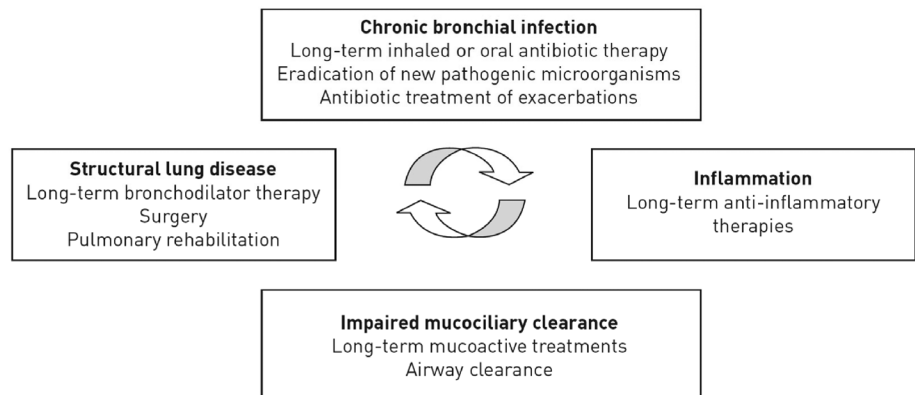 Chronic bronchial infection
Long-term inhaled or oral antibiotic therapy
Eradication of new pathogenic microorganisms
Antibiotic treatment of exacerbations
Structural lung disease
Long-term bronchodilator therapy
Surgery
Pulmonary rehabilitation
Inflammation
Long-term anti-inflammatory
therapies
Impaired mucociliary clearance
Long-term mucoactive treatments
Airway clearance